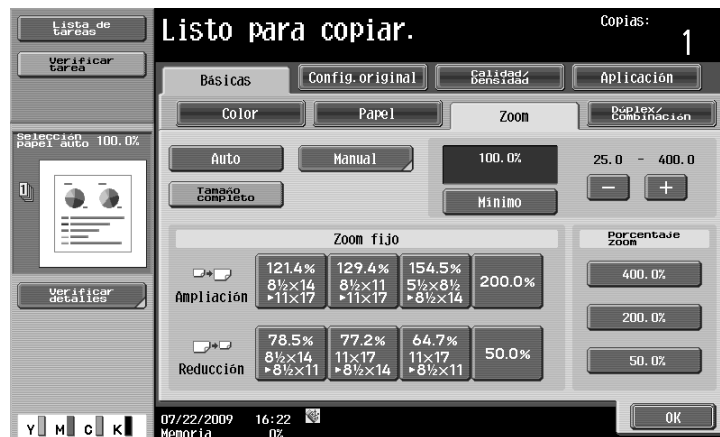 Lista de
tareas
Verificar
tarea
Listo para copiar.
Copias:
1
Básicas
Config.original
Calidad/
Densidad
Aplicación
Color
Papel
Zoom
Dúplex/
Combinación
Selección
papel auto 100.0%
1
Auto
Manual
100.0%
25.0 - 400.0
Tamaño
completo
Mínimo
- +
Zoom fijo
Porcentaje
zoom
Ampliación
121.4%
8½×14
▸11×17
129.4%
8½×11
▸11×17
154.5%
5½×8½
▸8½×14
200.0%
400.0%
200.0%
50.0%
Verificar
detalles
Reducción
78.5%
8½×14
▸8½×11
77.2%
11×17
▸8½×14
64.7%
11×17
▸8½×11
50.0%
Y M C K
07/22/2009 16:22
Memoria 0%
OK